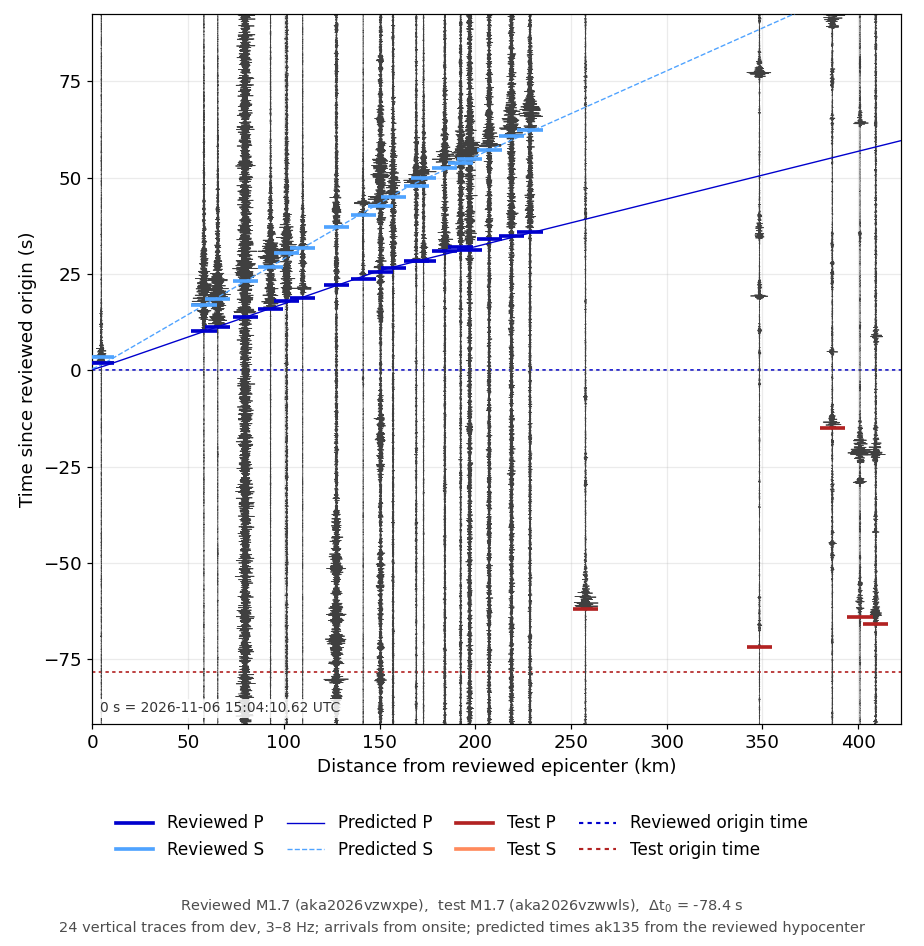 75
50
25
0
−25
−50
−75
Time since reviewed origin (s)
0 s = 2026-11-06 15:04:10.62 UTC
0 50 100 150 200 250 300 350 400
Distance from reviewed epicenter (km)
Reviewed P Predicted P Test P Reviewed origin time
Reviewed S Predicted S Test S Test origin time
Reviewed M1.7 (aka2026vzwxpe), test M1.7 (aka2026vzwwls), Δt₀ = -78.4 s
24 vertical traces from dev, 3–8 Hz; arrivals from onsite; predicted times ak135 from the reviewed hypocenter